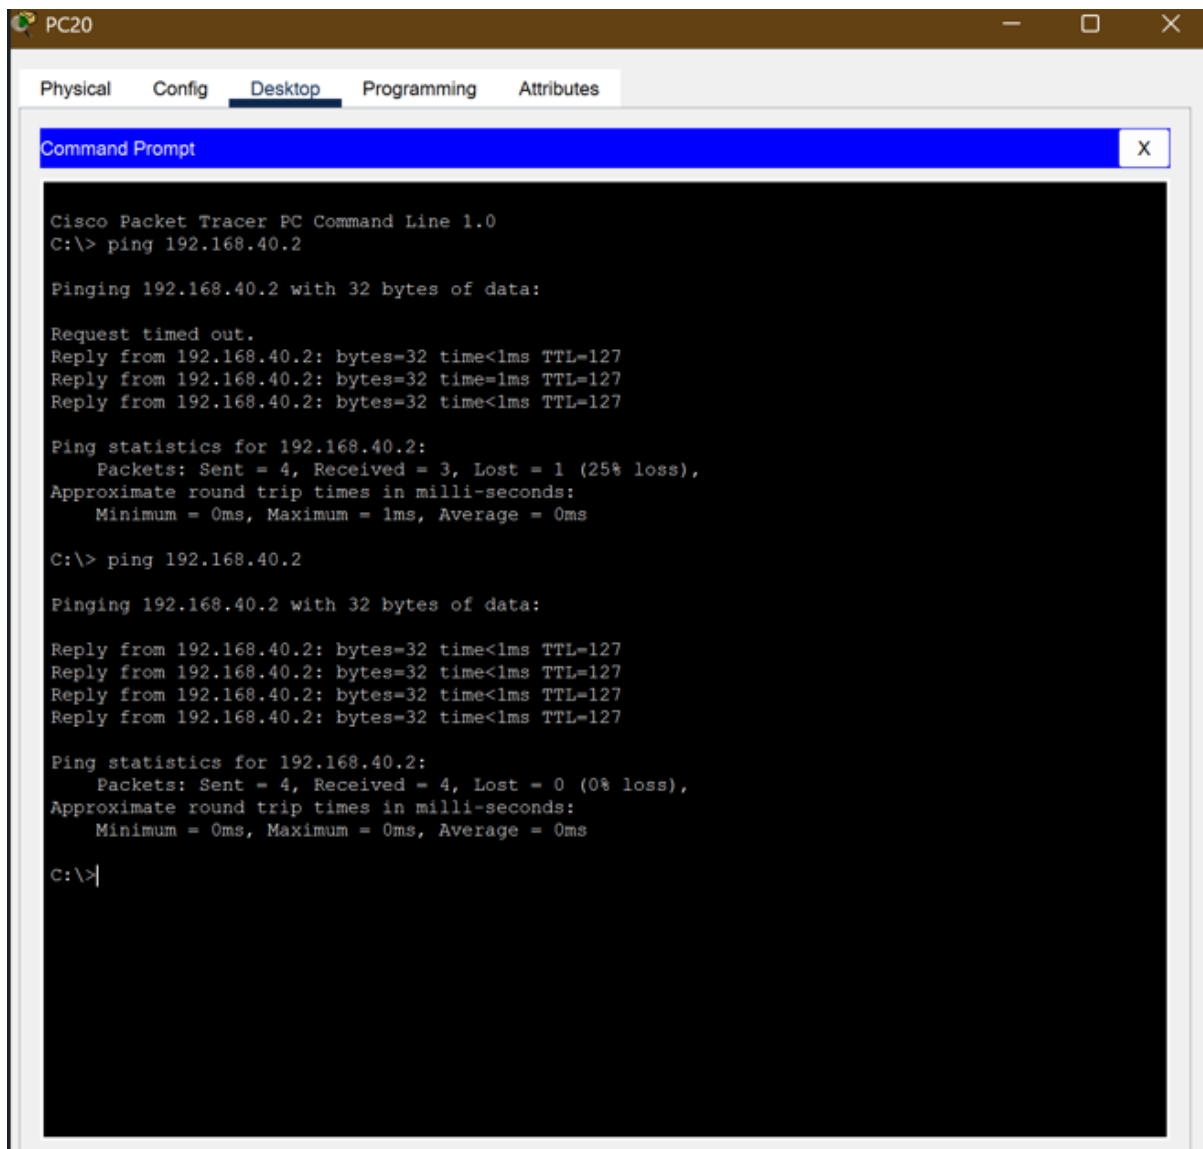 PC20
Physical Config Desktop Programming Attributes
Command Prompt X
Cisco Packet Tracer PC Command Line 1.0
C:\> ping 192.168.40.2
Pinging 192.168.40.2 with 32 bytes of data:
Request timed out.
Reply from 192.168.40.2: bytes=32 time<1ms TTL=127
Reply from 192.168.40.2: bytes=32 time=1ms TTL=127
Reply from 192.168.40.2: bytes=32 time<1ms TTL=127
Ping statistics for 192.168.40.2:
Packets: Sent = 4, Received = 3, Lost = 1 (25% loss),
Approximate round trip times in milli-seconds:
Minimum = 0ms, Maximum = 1ms, Average = 0ms
C:\> ping 192.168.40.2
Pinging 192.168.40.2 with 32 bytes of data:
Reply from 192.168.40.2: bytes=32 time<1ms TTL=127
Reply from 192.168.40.2: bytes=32 time<1ms TTL=127
Reply from 192.168.40.2: bytes=32 time<1ms TTL=127
Reply from 192.168.40.2: bytes=32 time<1ms TTL=127
Ping statistics for 192.168.40.2:
Packets: Sent = 4, Received = 4, Lost = 0 (0% loss),
Approximate round trip times in milli-seconds:
Minimum = 0ms, Maximum = 0ms, Average = 0ms
C:\>